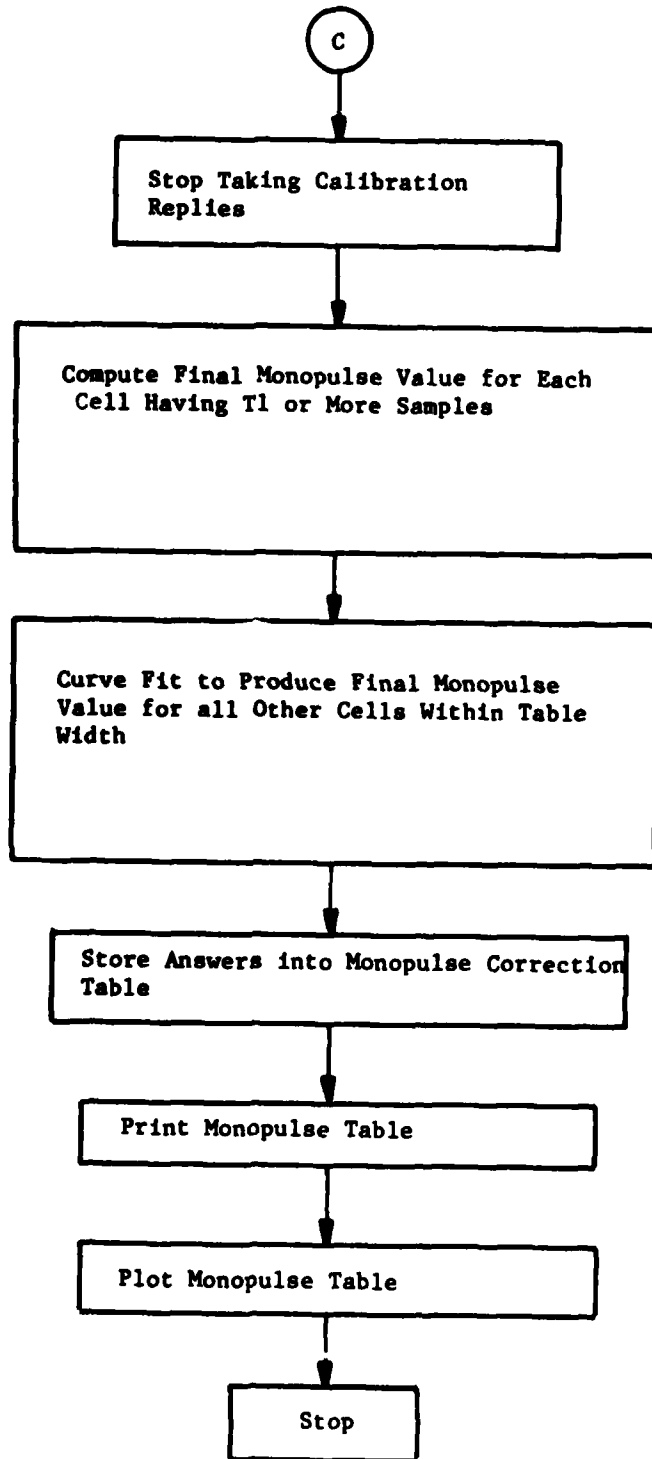 C
Stop Taking Calibration
Replies
Compute Final Monopulse Value for Each
Cell Having T1 or More Samples
Curve Fit to Produce Final Monopulse
Value for all Other Cells Within Table
Width
Store Answers into Monopulse Correction
Table
Print Monopulse Table
Plot Monopulse Table
Stop